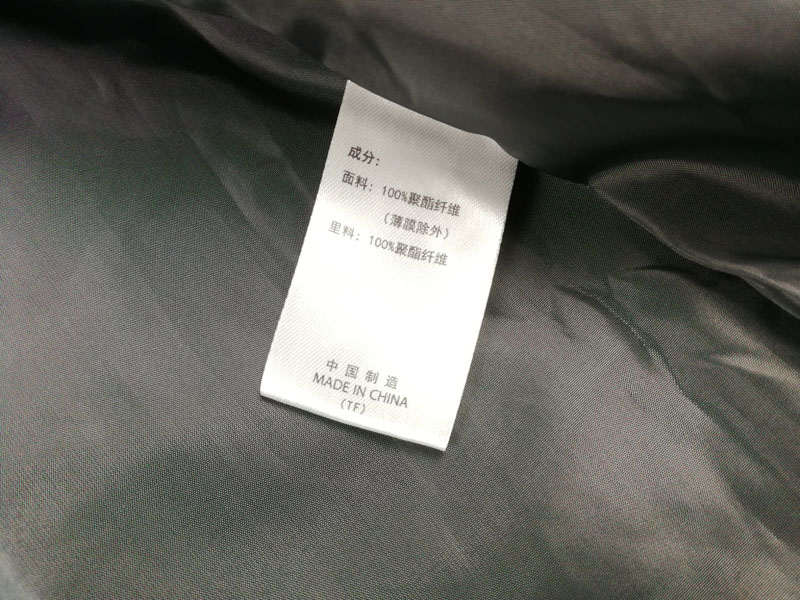 成分：
面料：100%聚酯纤维
（薄膜除外）
里料：100%聚酯纤维
中国制造
MADE IN CHINA
（TF）